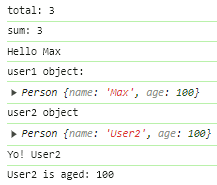 total: 3
sum: 3
Hello Max
user1 object:
▶ Person {name: 'Max', age: 100}
user2 object
▶ Person {name: 'User2', age: 100}
Yo! User2
User2 is aged: 100